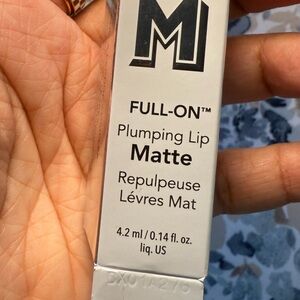 M
FULL-ON™
Plumping Lip
Matte
Repulpeuse
Lévres Mat
4.2 ml / 0.14 fl. oz.
liq. US